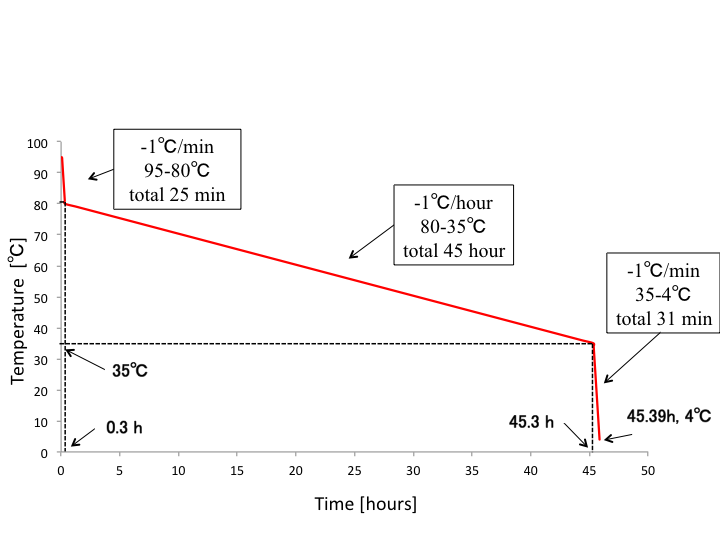 -1℃/min
95-80℃
total 25 min
-1℃/hour
80-35℃
total 45 hour
-1℃/min
35-4℃
total 31 min
Temperature [℃]
100
90
80
70
60
50
40
30
20
10
0
35℃
0.3 h
45.3 h
45.39h, 4℃
0 5 10 15 20 25 30 35 40 45 50
Time [hours]